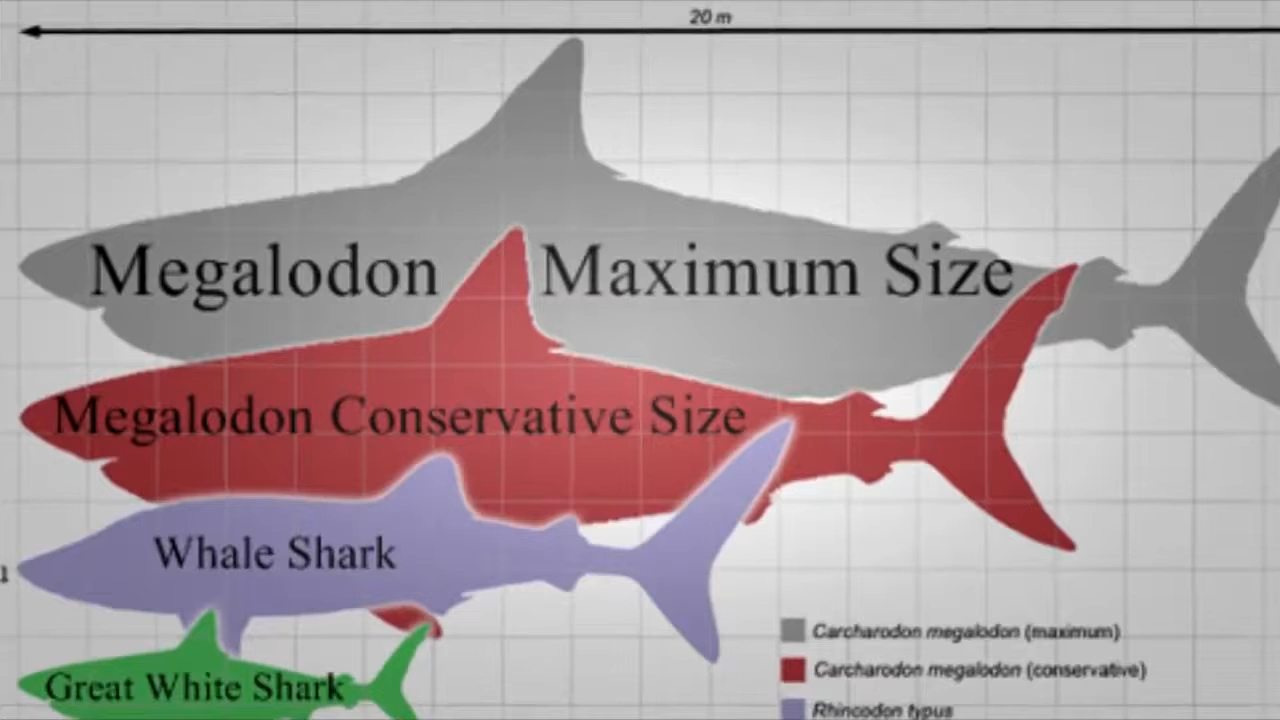 20 m
Megalodon Maximum Size
Megalodon Conservative Size
Whale Shark
Great White Shark
Carcharodon megalodon (maximum)
Carcharodon megalodon (conservative)
Rhincodon typus